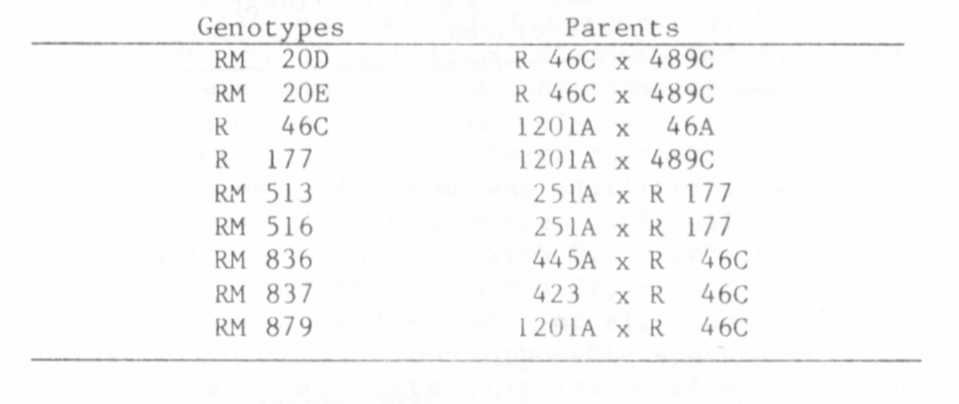 Genotypes Parents
RM 20D R 46C x 489C
RM 20E R 46C x 489C
R 46C 1201A x 46A
R 177 1201A x 489C
RM 513 251A x R 177
RM 516 251A x R 177
RM 836 445A x R 46C
RM 837 423 x R 46C
RM 879 1201A x R 46C